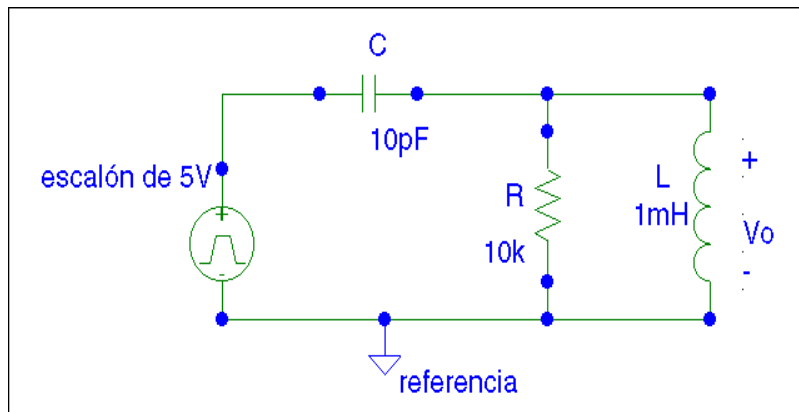 C
10pF
escalón de 5V
+
-
R
10k
L
1mH
+
Vo
-
referencia